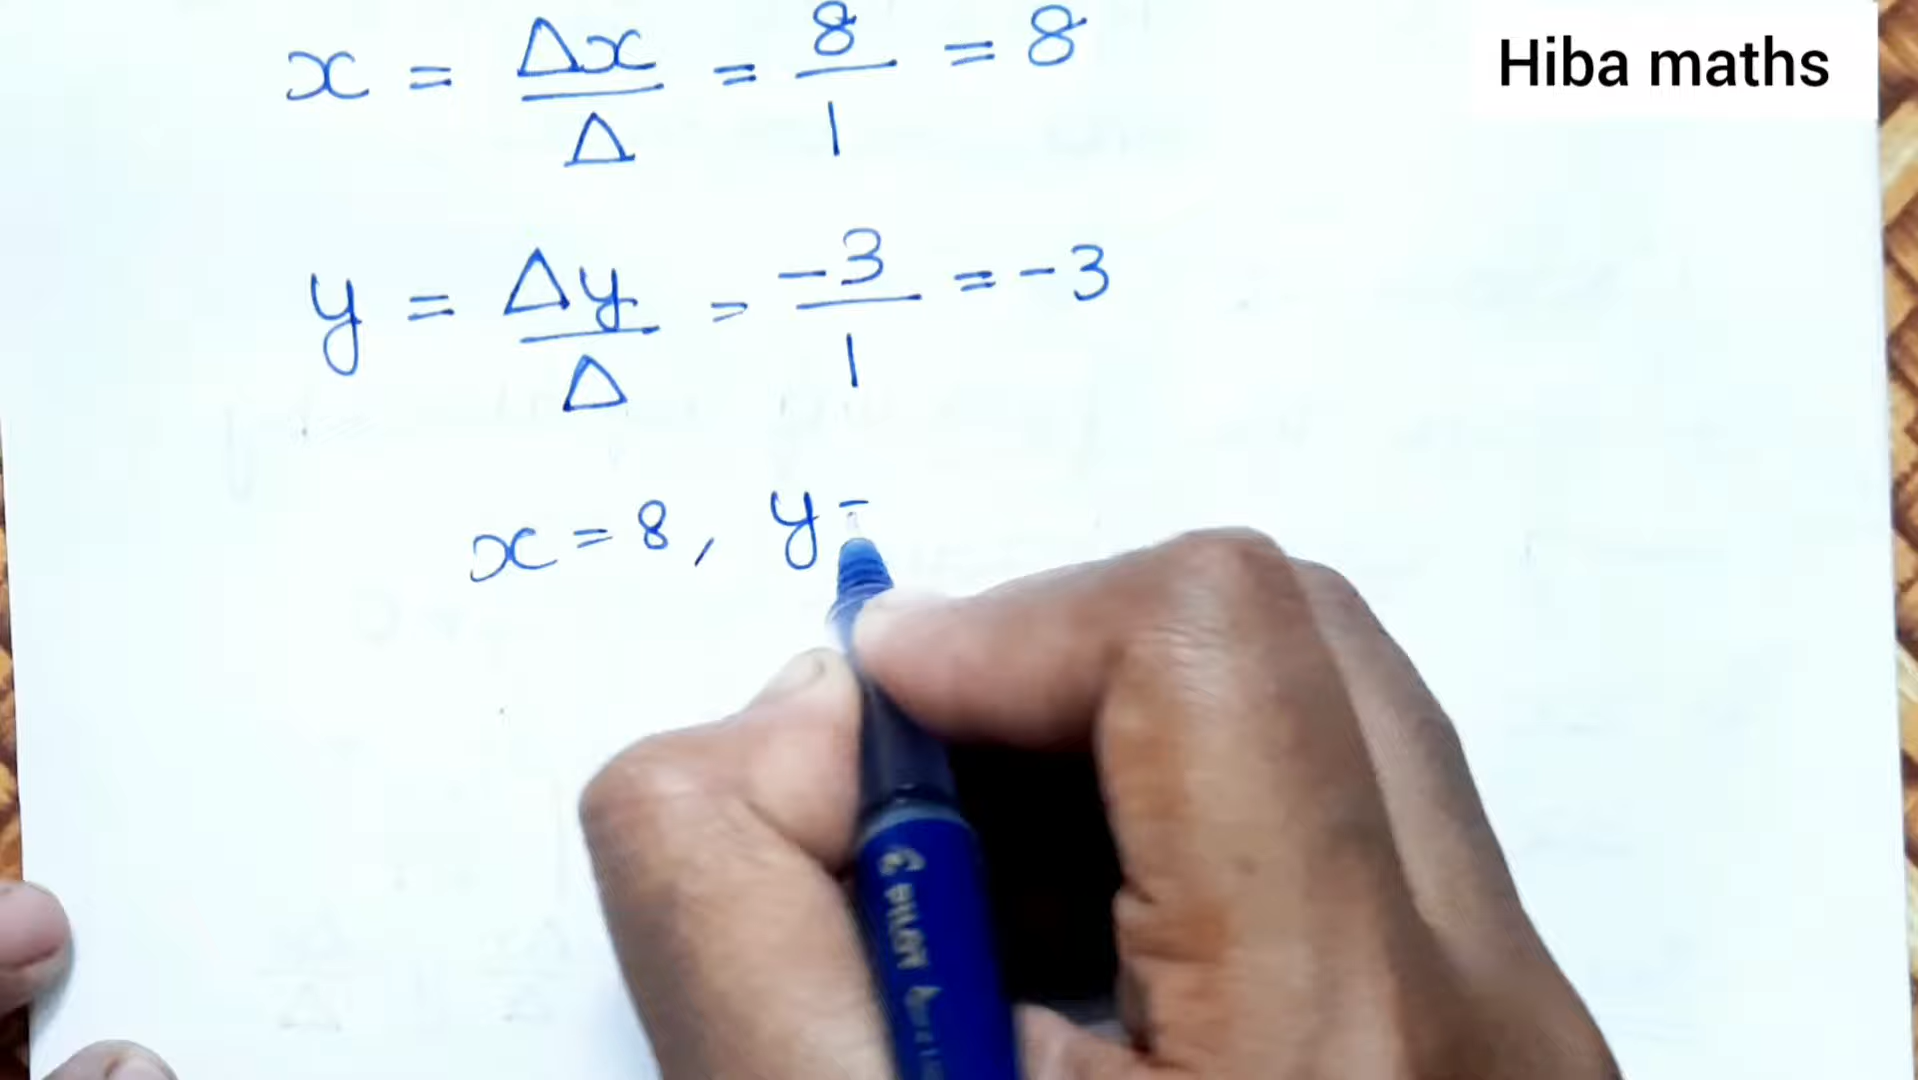 Hiba maths
x = Δx/Δ = 8/1 = 8
y = Δy/Δ = -3/1 = -3
x = 8, y =
PILOT